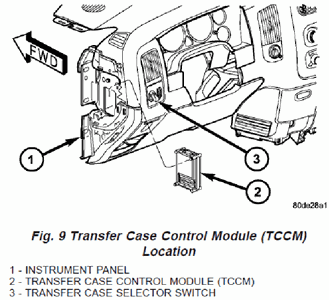 FWD
1
3
2
80de28a1
Fig. 9 Transfer Case Control Module (TCCM)
Location
1 - INSTRUMENT PANEL
2 - TRANSFER CASE CONTROL MODULE (TCCM)
3 - TRANSFER CASE SELECTOR SWITCH